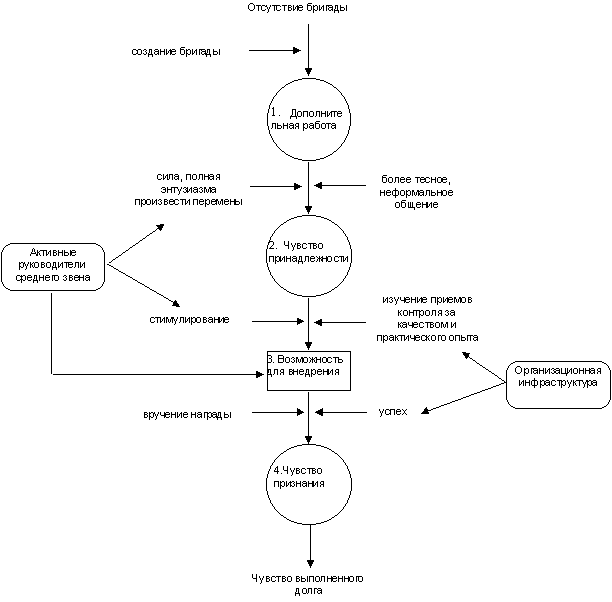 Отсутствие бригады
создание бригады
1. Дополните
льная работа
сила, полная
энтузиазма
произвести перемены
более тесное,
неформальное
общение
2. Чувство
принадлежности
Активные
руководители
среднего звена
стимулирование
изучение приемов
контроля за
качеством и
практического опыта
3. Возможность
для внедрения
Организационная
инфраструктура
вручение награды
успех
4.Чувство
признания
Чувство выполненного
долга